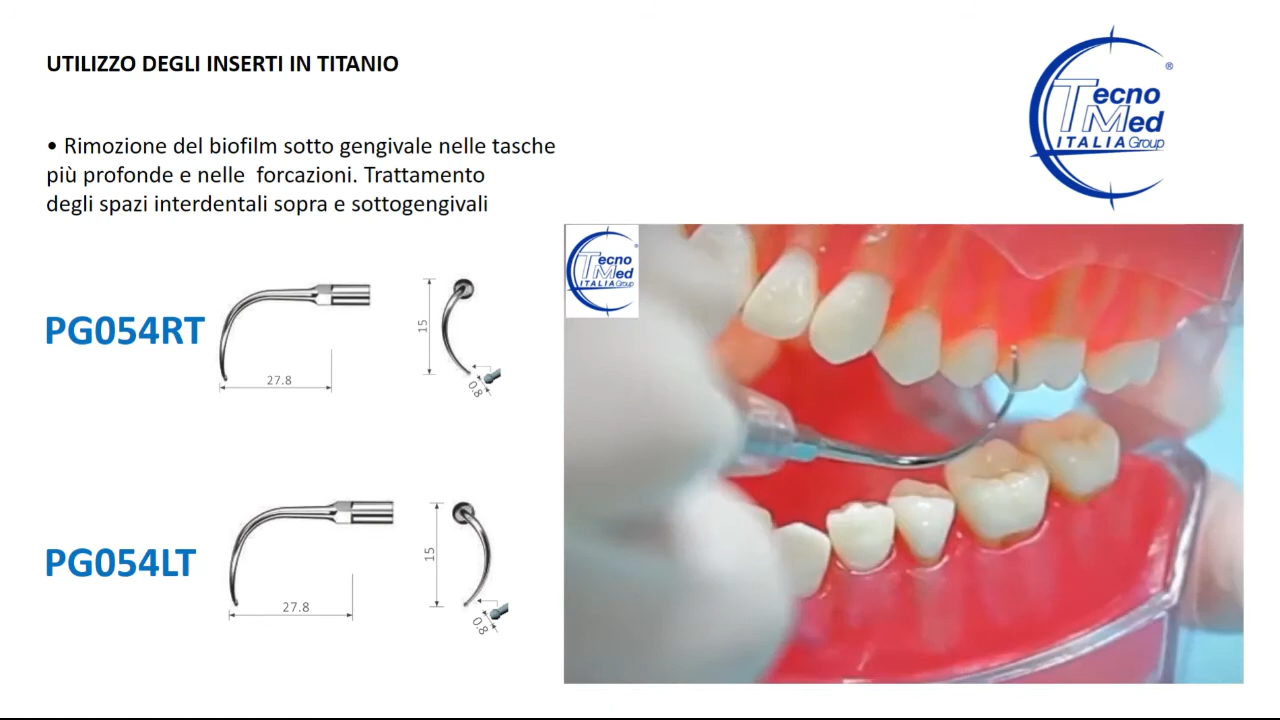 UTILIZZO DEGLI INSERTI IN TITANIO
Tecno
Med
ITALIA Group
®
• Rimozione del biofilm sotto gengivale nelle tasche
più profonde e nelle forcazioni. Trattamento
degli spazi interdentali sopra e sottogengivali
PG054RT
27.8
15
0.8
Tecno
Med
ITALIA Group
PG054LT
27.8
15
0.8